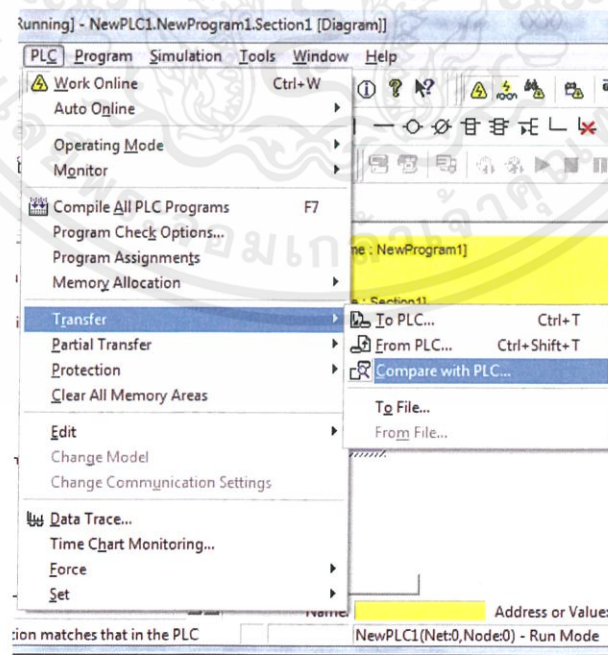 Running] - NewPLC1.NewProgram1.Section1 [Diagram]]
PLC Program Simulation Tools Window Help
Work Online Ctrl+W
Auto Online
Operating Mode
Monitor
Compile All PLC Programs F7
Program Check Options...
Program Assignments
Memory Allocation
Transfer
Partial Transfer
Protection
Clear All Memory Areas
Edit
Change Model
Change Communication Settings
Data Trace...
Time Chart Monitoring...
Force
Set
me : NewProgram1]
e : Section1]
To PLC... Ctrl+T
From PLC... Ctrl+Shift+T
Compare with PLC...
To File...
From File...
Name: Address or Value:
tion matches that in the PLC
NewPLC1(Net:0,Node:0) - Run Mode